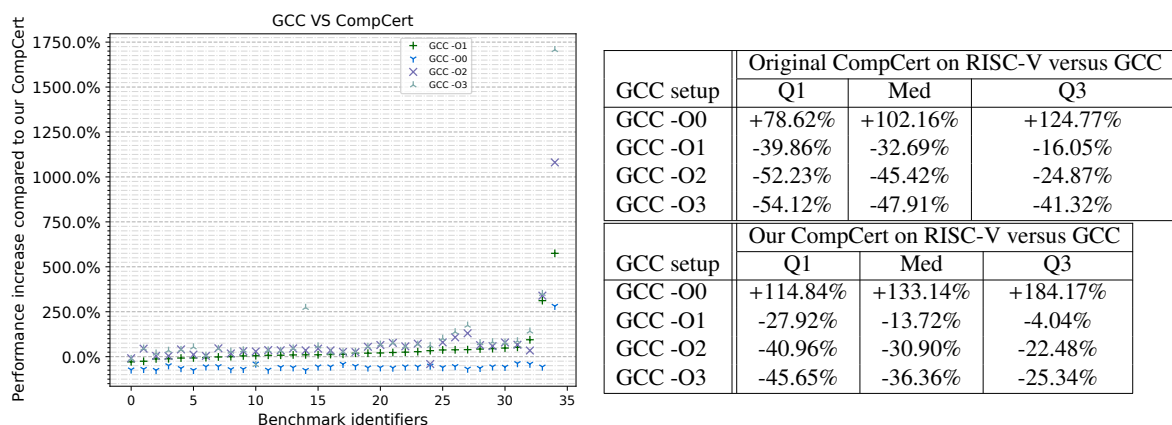 GCC VS CompCert
Performance increase compared to our CompCert
1750.0%
1500.0%
1250.0%
1000.0%
750.0%
500.0%
250.0%
0.0%
GCC -O1
GCC -O0
GCC -O2
GCC -O3
0 5 10 15 20 25 30 35
Benchmark identifiers
Original CompCert on RISC-V versus GCC
GCC setup Q1 Med Q3
GCC -O0 +78.62% +102.16% +124.77%
GCC -O1 -39.86% -32.69% -16.05%
GCC -O2 -52.23% -45.42% -24.87%
GCC -O3 -54.12% -47.91% -41.32%
Our CompCert on RISC-V versus GCC
GCC setup Q1 Med Q3
GCC -O0 +114.84% +133.14% +184.17%
GCC -O1 -27.92% -13.72% -4.04%
GCC -O2 -40.96% -30.90% -22.48%
GCC -O3 -45.65% -36.36% -25.34%